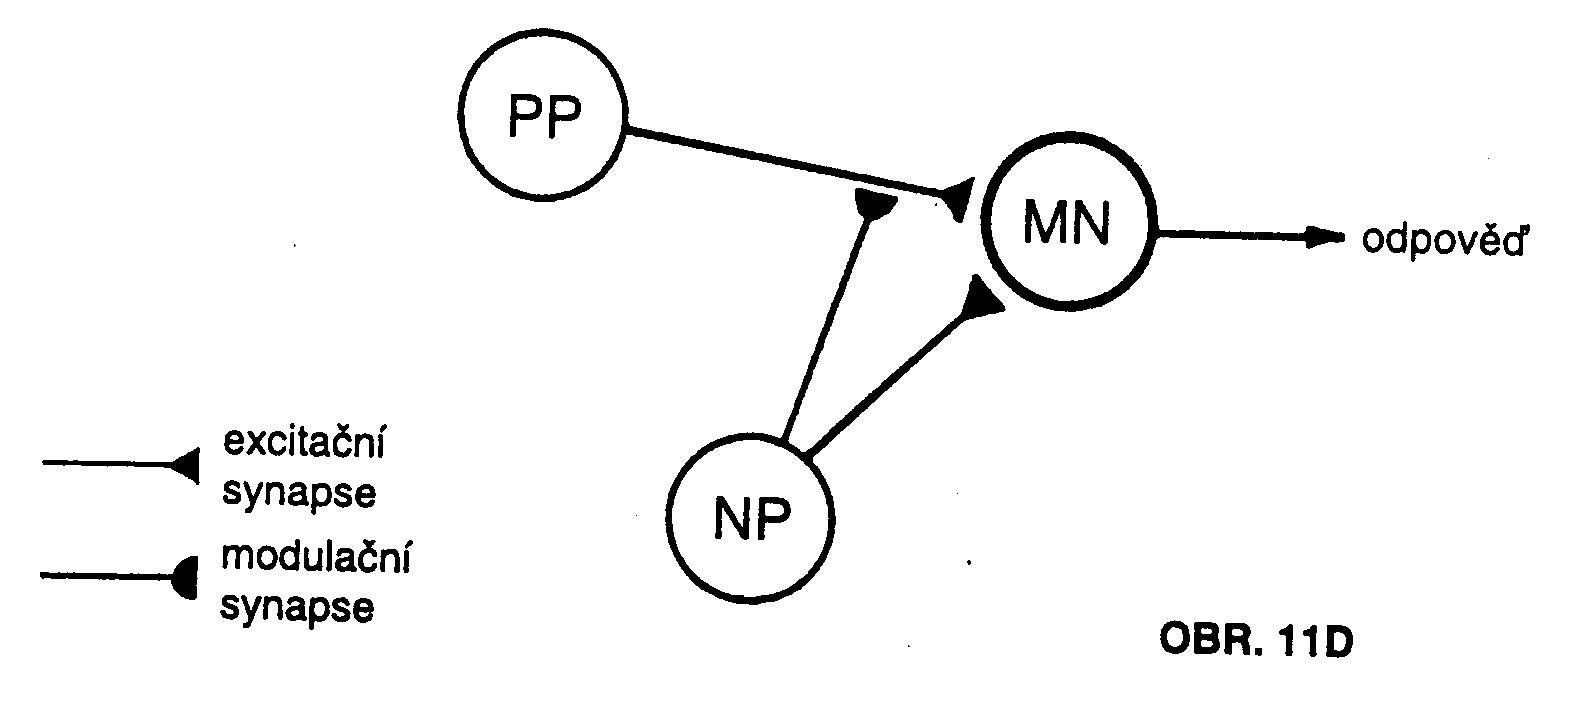 PP
MN
odpověď
NP
excitační
synapse
modulační
synapse
OBR. 11D